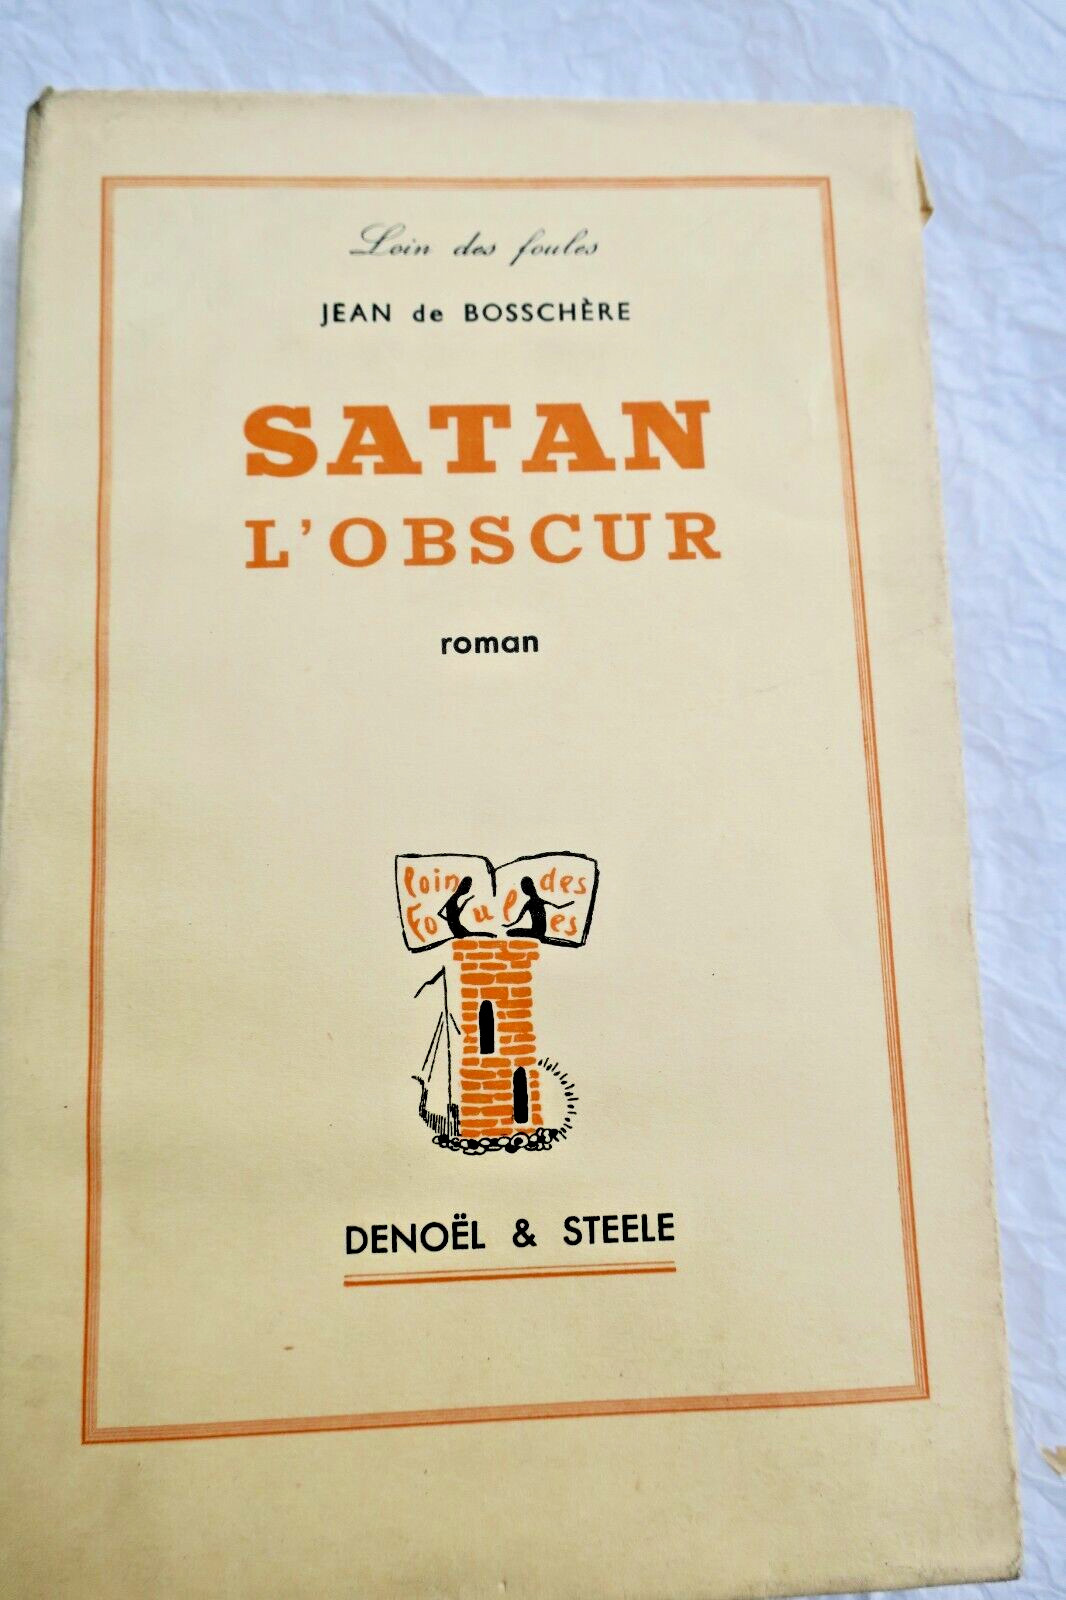 Loin des foules
JEAN de BOSSCHÈRE
SATAN
L'OBSCUR
roman
loin des
Foules
DENOËL & STEELE